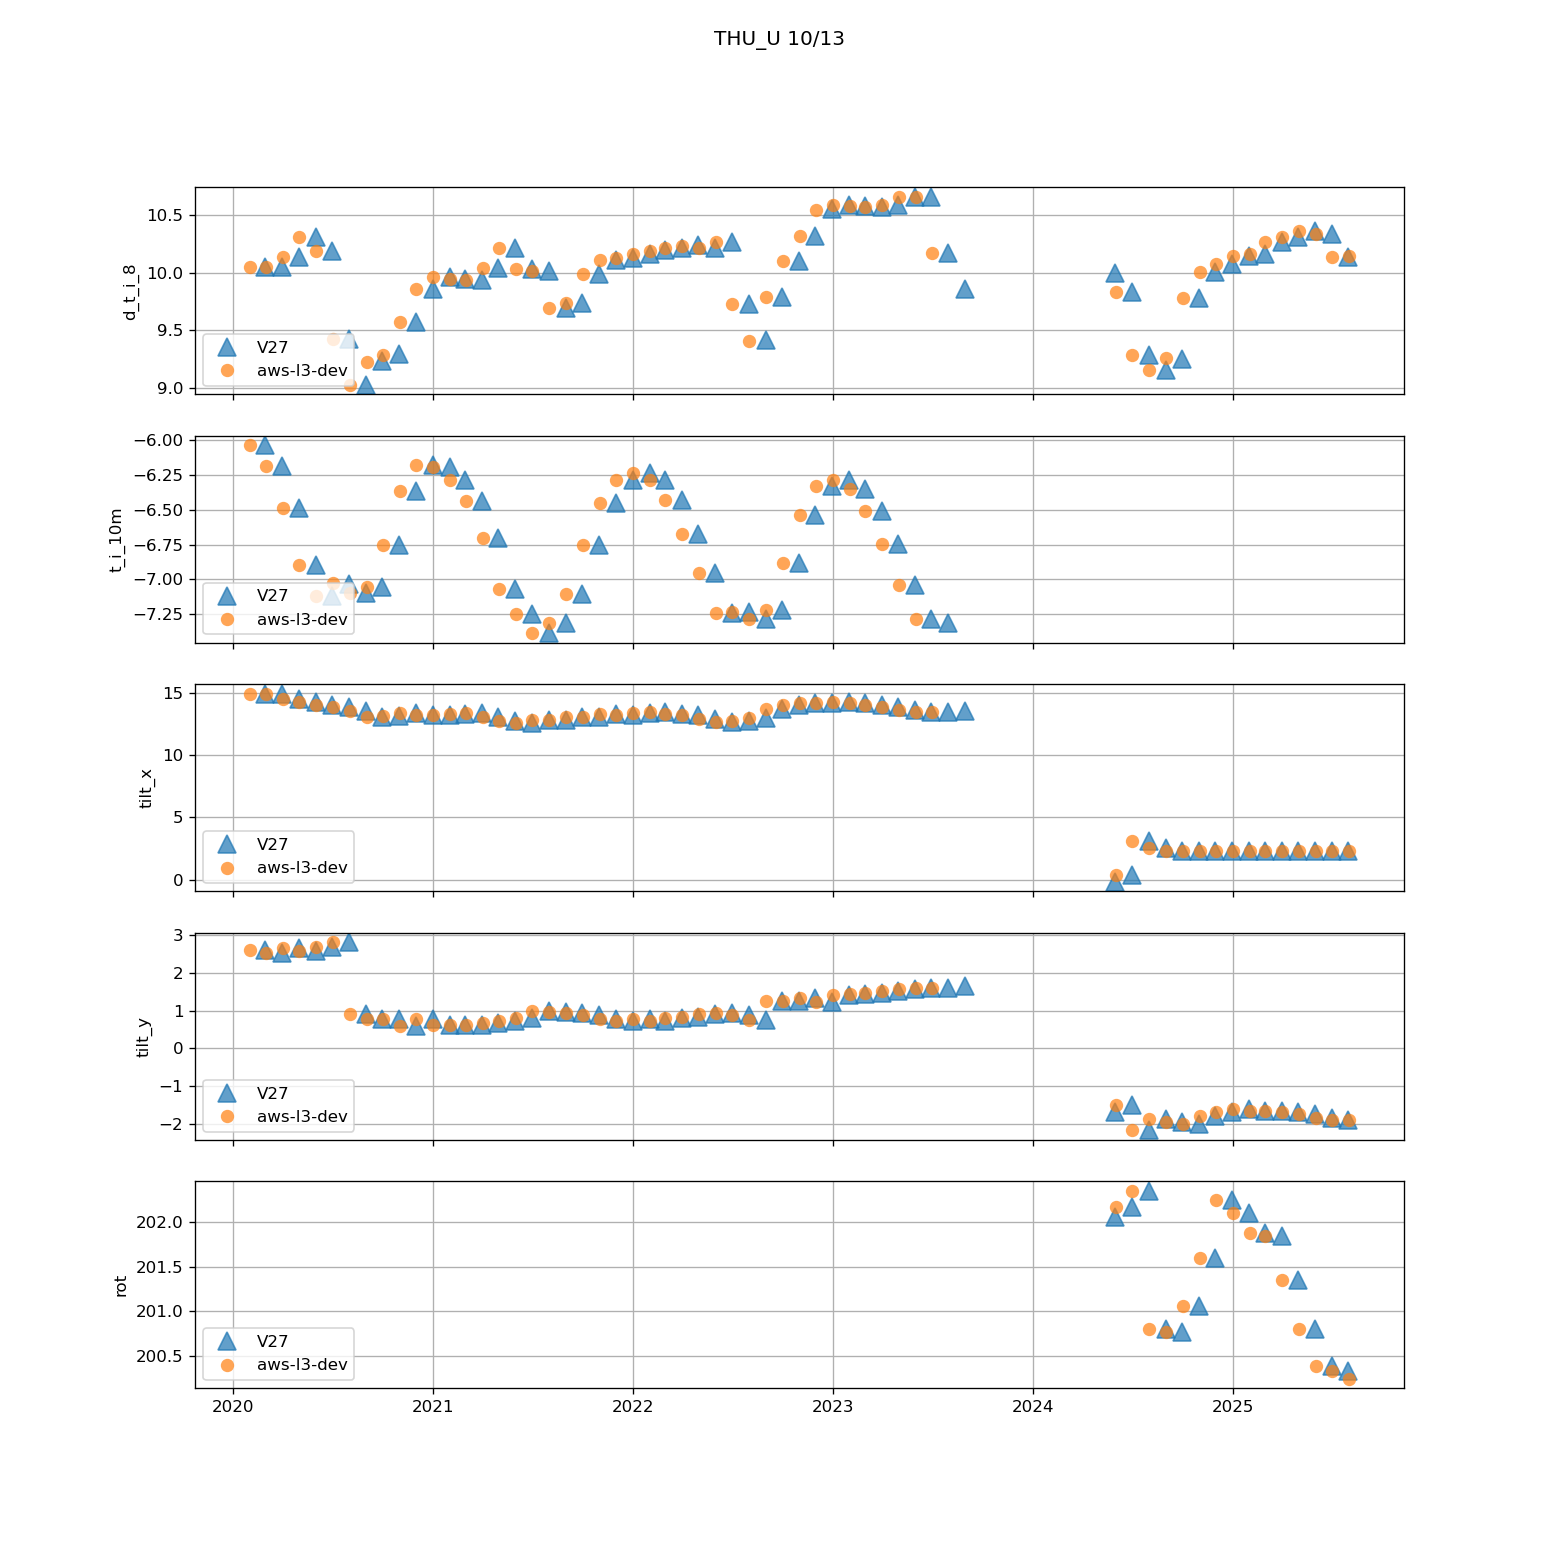 THU_U 10/13
d_t_i_8
10.5
10.0
9.5
9.0
V27
aws-l3-dev
t_i_10m
−6.00
−6.25
−6.50
−6.75
−7.00
−7.25
V27
aws-l3-dev
tilt_x
15
10
5
0
V27
aws-l3-dev
tilt_y
3
2
1
0
−1
−2
V27
aws-l3-dev
rot
202.0
201.5
201.0
200.5
V27
aws-l3-dev
2020 2021 2022 2023 2024 2025